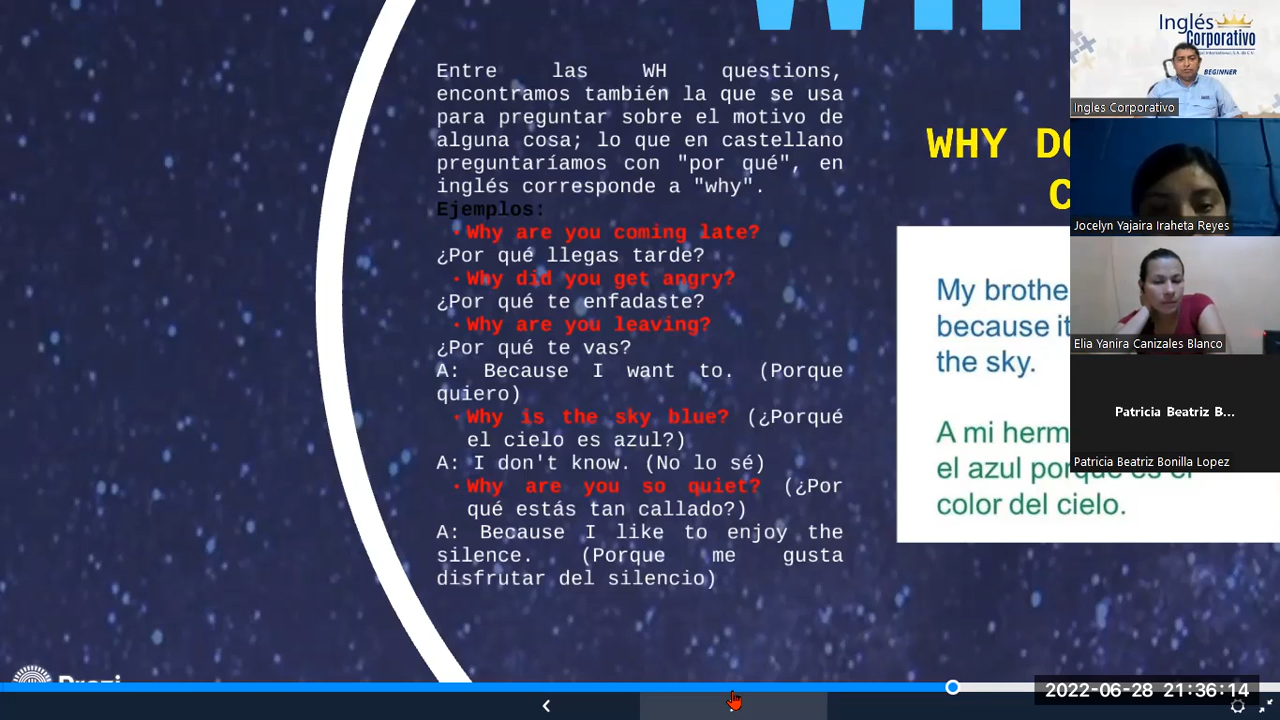 WH
Entre las WH questions,
encontramos también la que se usa
para preguntar sobre el motivo de
alguna cosa; lo que en castellano
preguntaríamos con "por qué", en
inglés corresponde a "why".
Ejemplos:
• Why are you coming late?
¿Por qué llegas tarde?
• Why did you get angry?
¿Por qué te enfadaste?
• Why are you leaving?
¿Por qué te vas?
A: Because I want to. (Porque
quiero)
• Why is the sky blue? (¿Porqué
el cielo es azul?)
A: I don't know. (No lo sé)
• Why are you so quiet? (¿Por
qué estás tan callado?)
A: Because I like to enjoy the
silence. (Porque me gusta
disfrutar del silencio)
WHY
My brothe
because it
the sky.
A mi herm
el azul porque es el
color del cielo.
Inglés
Corporativo
BEGINNER
Ingles Corporativo
Jocelyn Yajaira Iraheta Reyes
Elia Yanira Canizales Blanco
Patricia Beatriz B...
Patricia Beatriz Bonilla Lopez
Prezi
2022-06-28 21:36:14